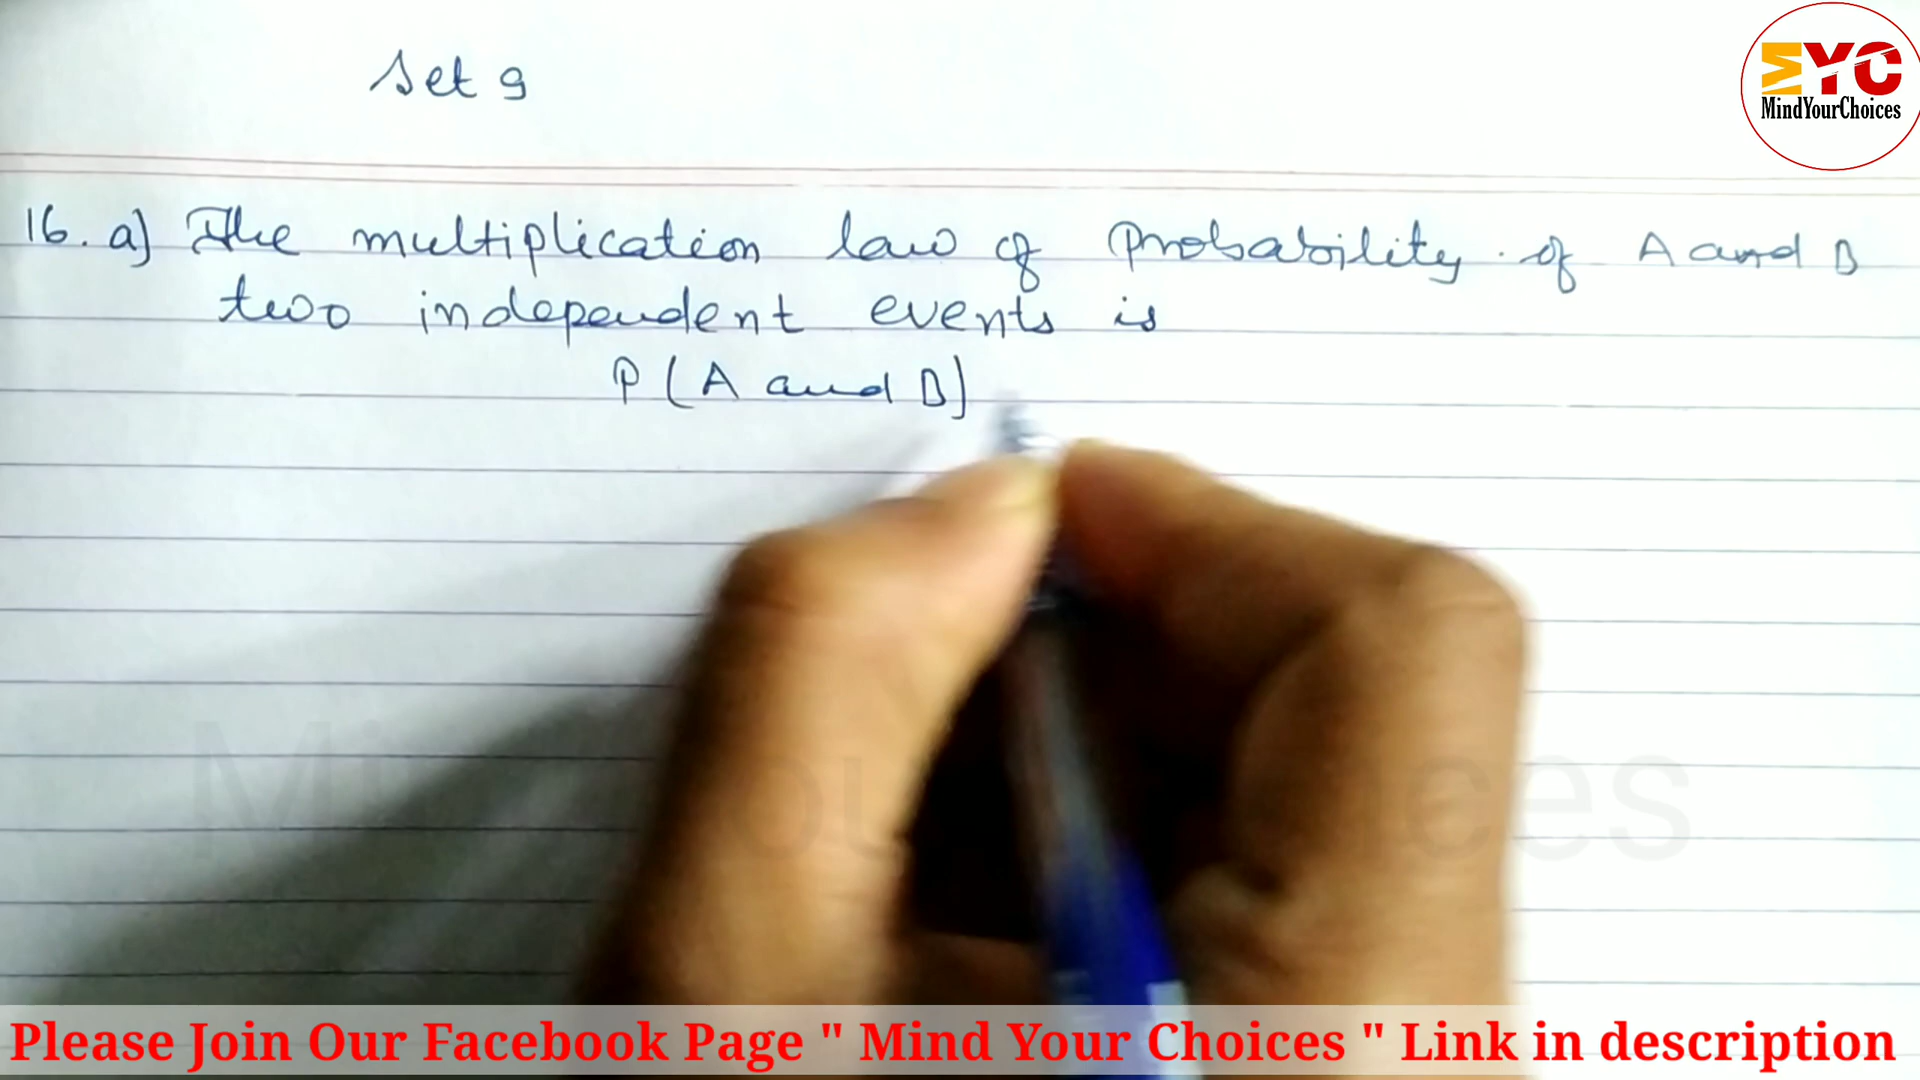 Set 9
MYC
MindYourChoices
16. a) The multiplication law of Probability of A and B
two independent events is
P(A and B)
Please Join Our Facebook Page " Mind Your Choices " Link in description